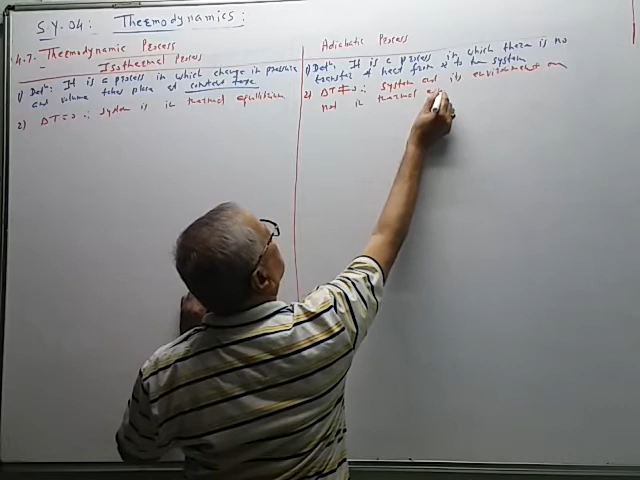 SY.04: Thermodynamics:
4.7:- Thermodynamic Process
Isothermal Process
1) Defn: It is a process in which change in pressure
and volume takes place at constant temp.
2) ΔT=0 ∴ system is in thermal equilibrium
Adiabatic Process
1) Defn: It is a process in which there is no
transfer of heat from or to the system
2) ΔT≠0 ∴ system and its environment are
not in thermal